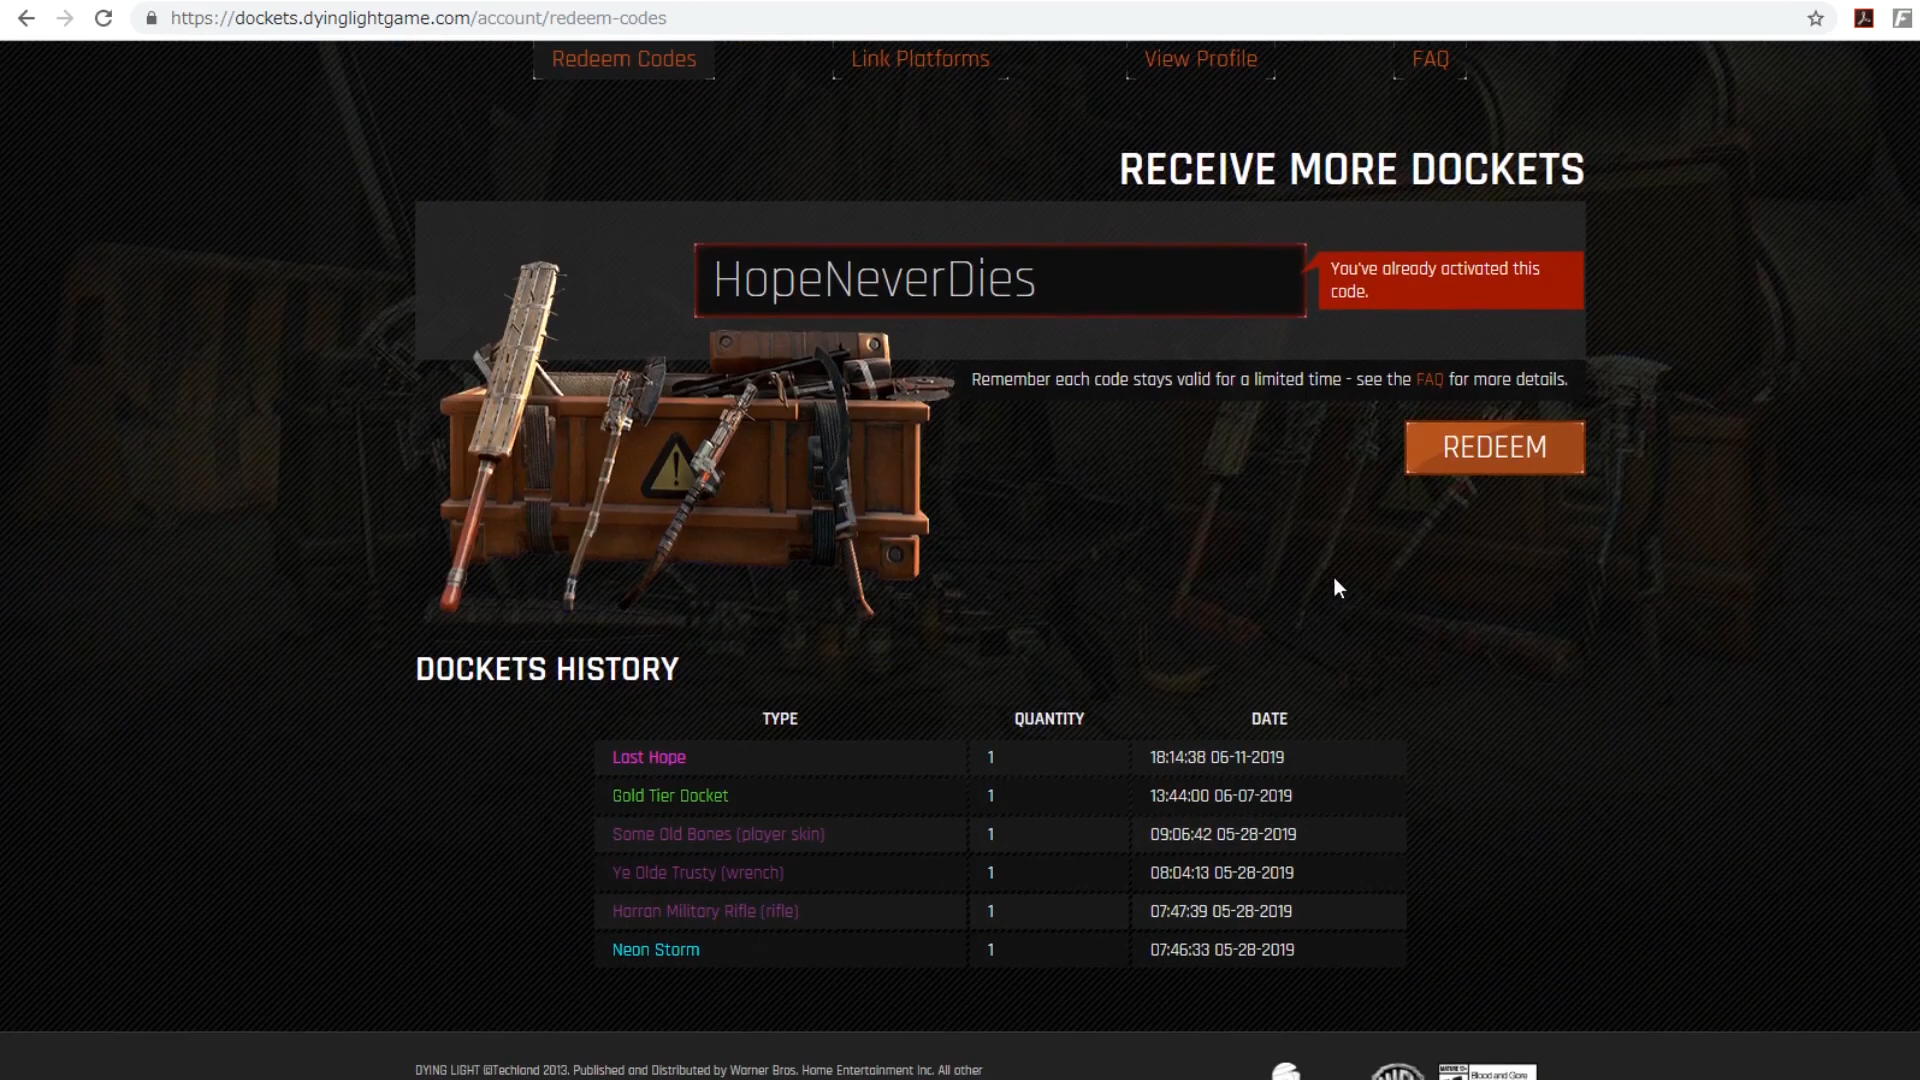 https://dockets.dyinglightgame.com/account/redeem-codes
Redeem Codes Link Platforms View Profile FAQ
RECEIVE MORE DOCKETS
HopeNeverDies
You've already activated this
code.
Remember each code stays valid for a limited time - see the FAQ for more details.
REDEEM
DOCKETS HISTORY
TYPE QUANTITY DATE
Last Hope 1 18:14:38 06-11-2019
Gold Tier Docket 1 13:44:00 06-07-2019
Some Old Bones (player skin) 1 09:06:42 05-28-2019
Ye Olde Trusty (wrench) 1 08:04:13 05-28-2019
Harran Military Rifle (rifle) 1 07:47:39 05-28-2019
Neon Storm 1 07:46:33 05-28-2019
DYING LIGHT ©Techland 2013. Published and Distributed by Warner Bros. Home Entertainment Inc. All other
MATURE 17+
Blood and Gore